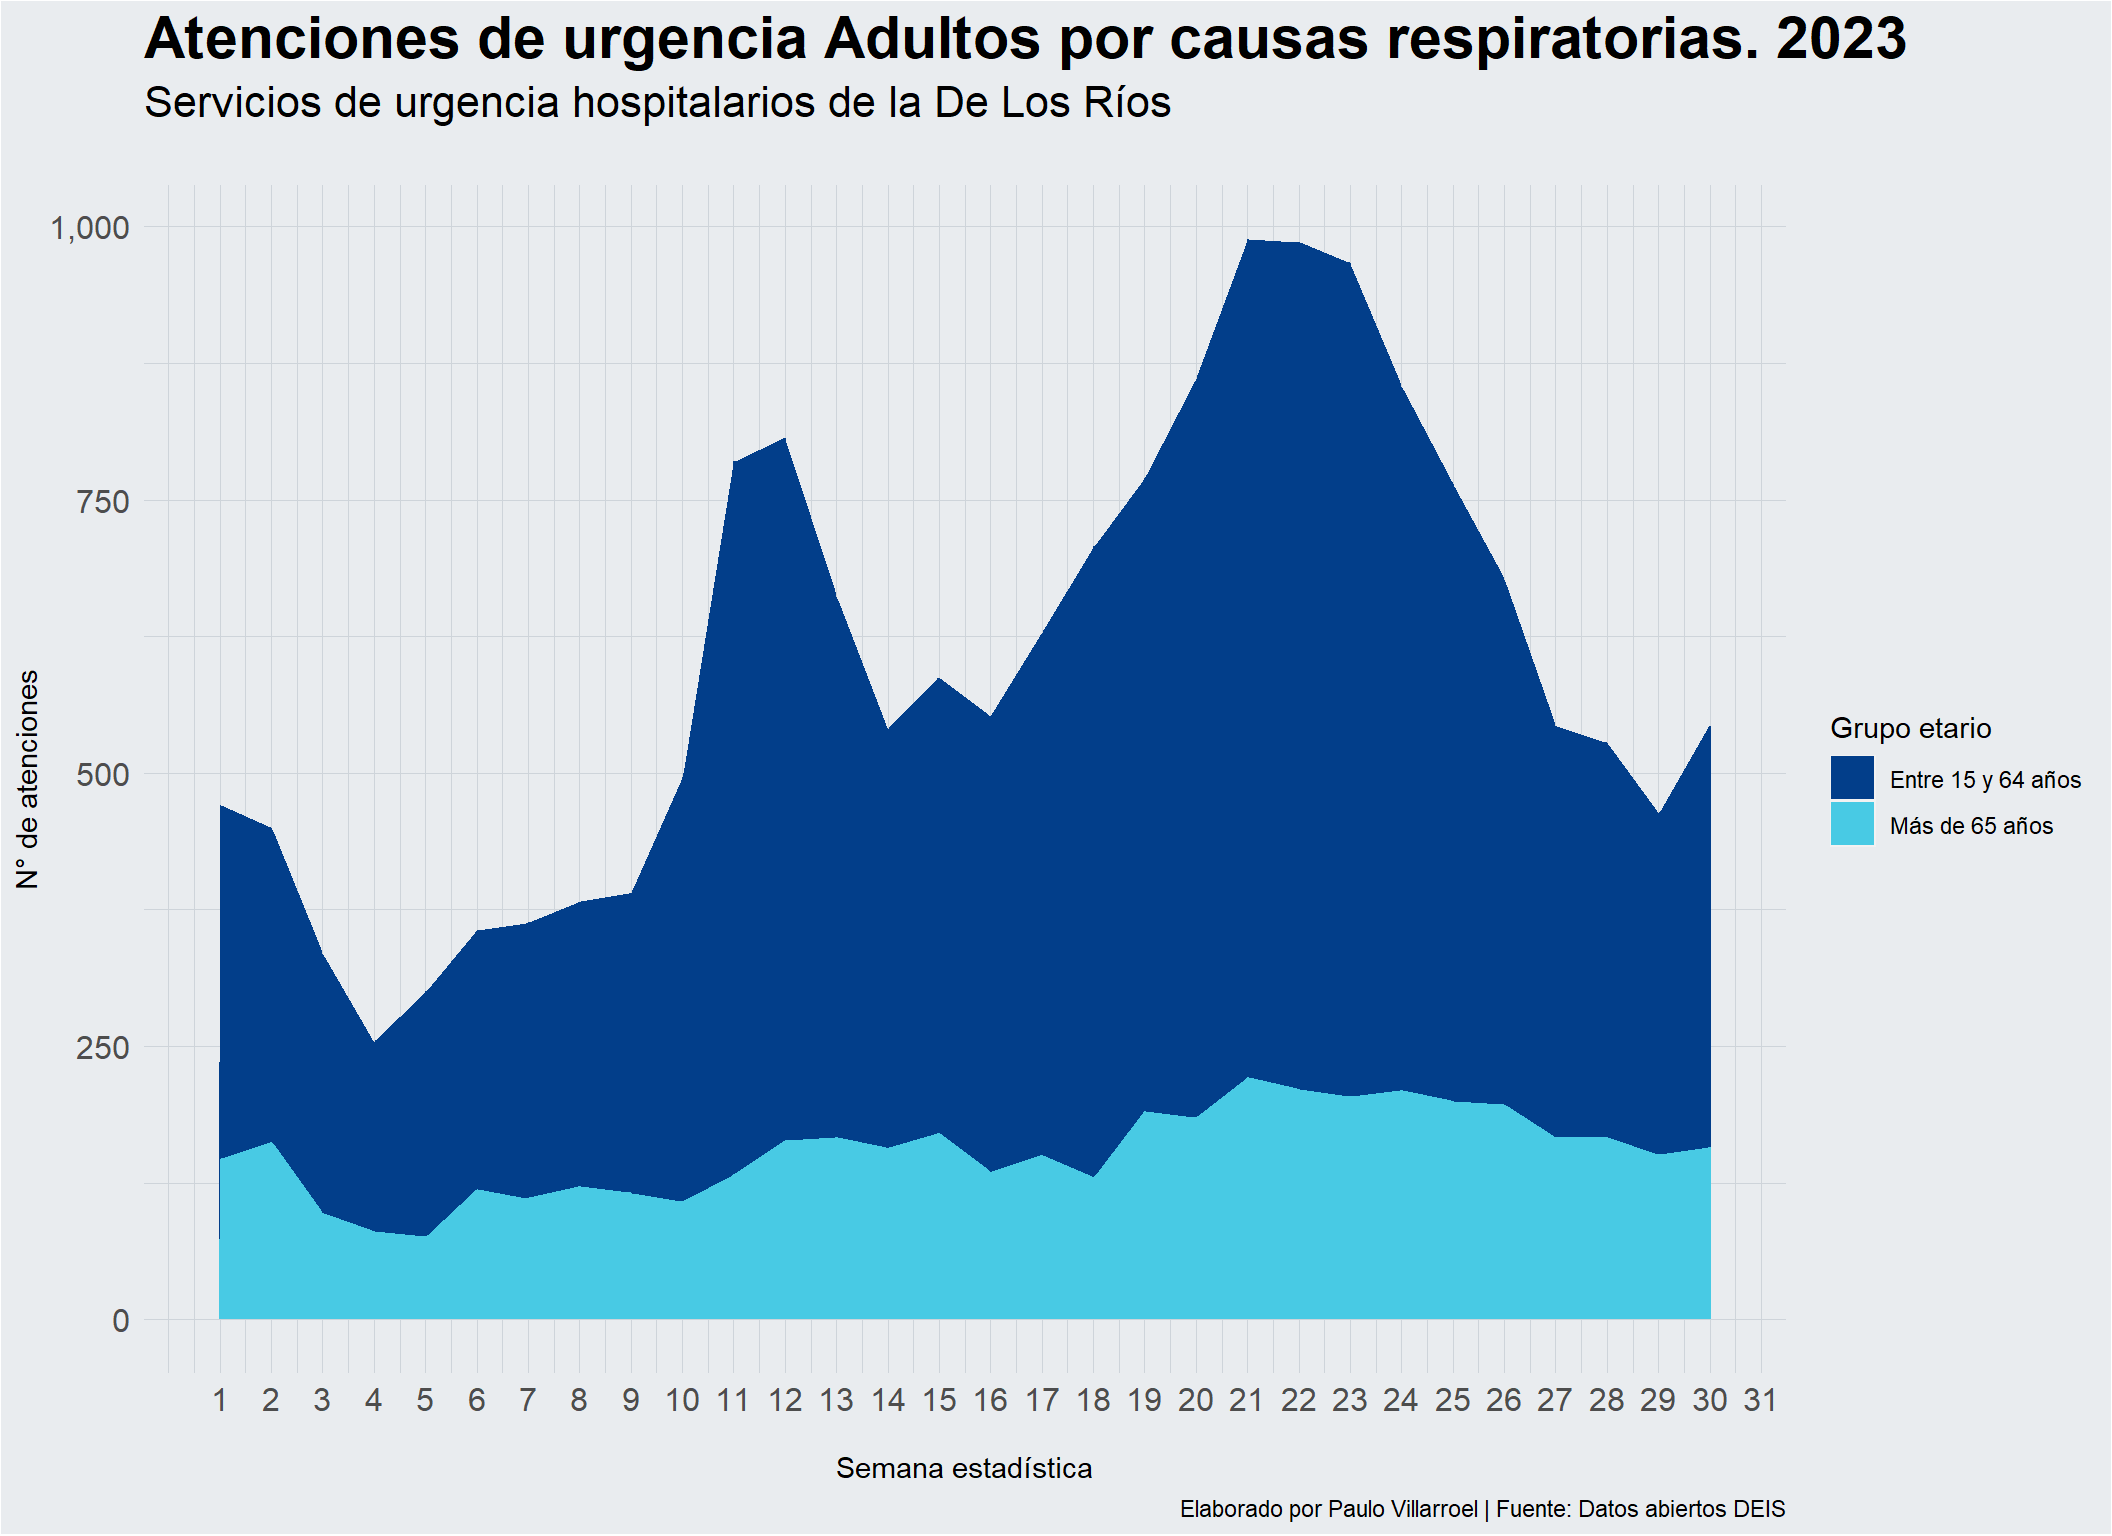 Atenciones de urgencia Adultos por causas respiratorias. 2023
Servicios de urgencia hospitalarios de la De Los Ríos
1,000
750
500
250
0
N° de atenciones
1 2 3 4 5 6 7 8 9 10 11 12 13 14 15 16 17 18 19 20 21 22 23 24 25 26 27 28 29 30 31
Semana estadística
Grupo etario
Entre 15 y 64 años
Más de 65 años
Elaborado por Paulo Villarroel | Fuente: Datos abiertos DEIS